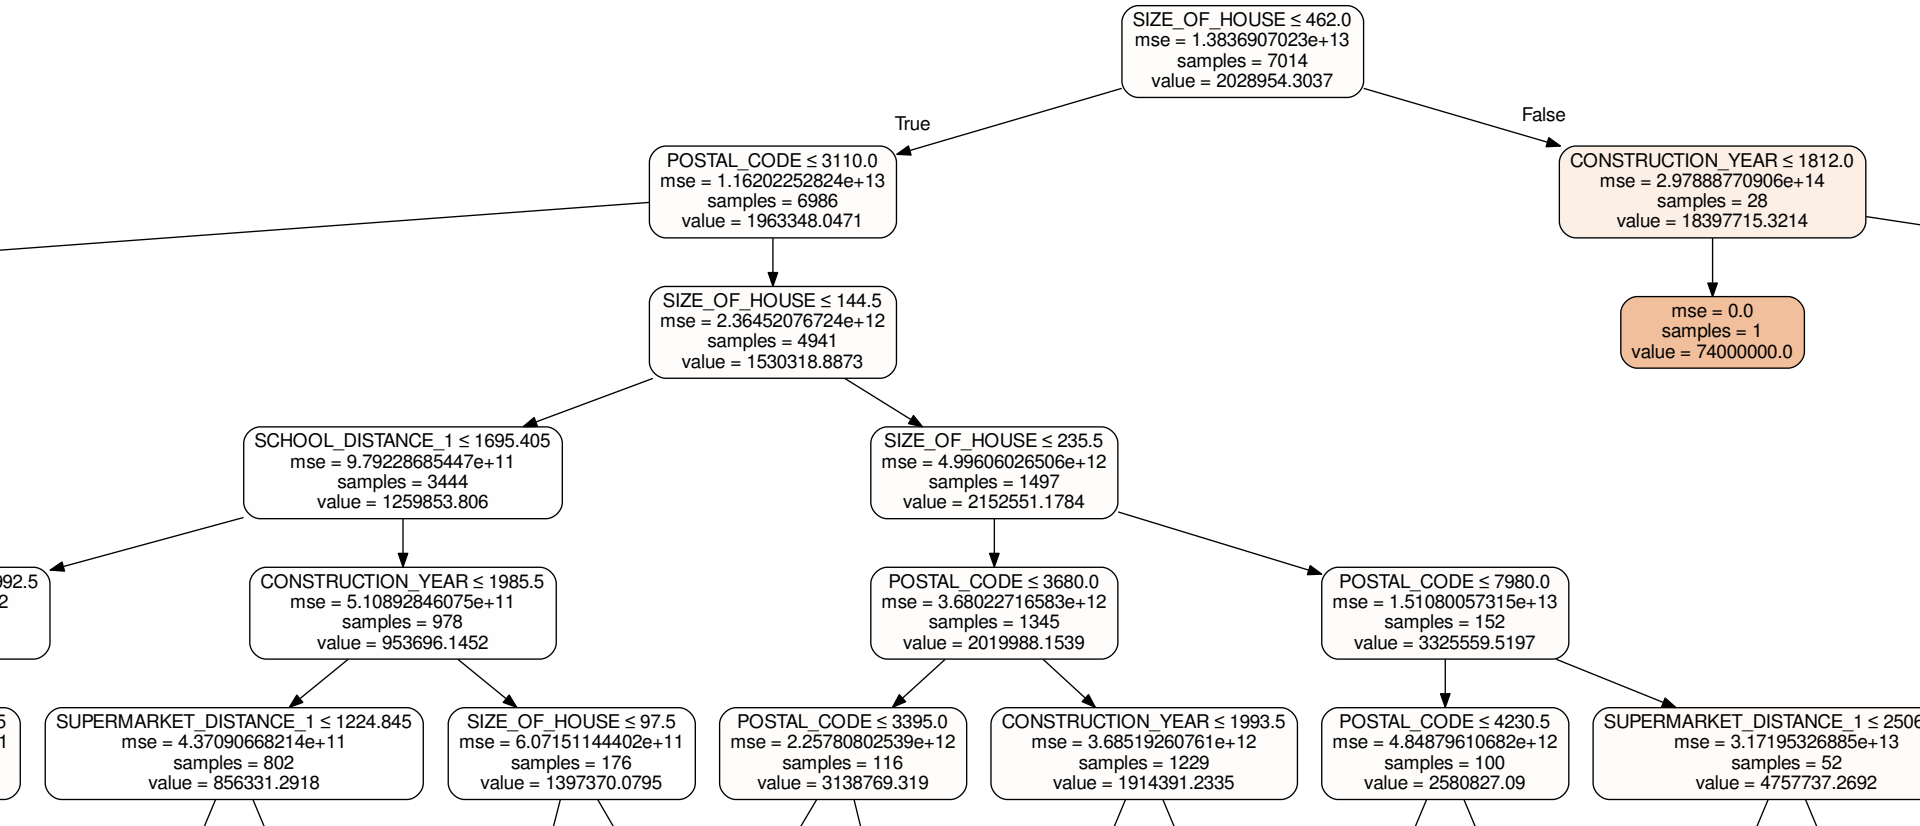 SIZE_OF_HOUSE ≤ 462.0
mse = 1.3836907023e+13
samples = 7014
value = 2028954.3037
True
False
POSTAL_CODE ≤ 3110.0
mse = 1.16202252824e+13
samples = 6986
value = 1963348.0471
CONSTRUCTION_YEAR ≤ 1812.0
mse = 2.97888770906e+14
samples = 28
value = 18397715.3214
SIZE_OF_HOUSE ≤ 144.5
mse = 2.36452076724e+12
samples = 4941
value = 1530318.8873
mse = 0.0
samples = 1
value = 74000000.0
SCHOOL_DISTANCE_1 ≤ 1695.405
mse = 9.79228685447e+11
samples = 3444
value = 1259853.806
SIZE_OF_HOUSE ≤ 235.5
mse = 4.99606026506e+12
samples = 1497
value = 2152551.1784
992.5
2
CONSTRUCTION_YEAR ≤ 1985.5
mse = 5.10892846075e+11
samples = 978
value = 953696.1452
POSTAL_CODE ≤ 3680.0
mse = 3.68022716583e+12
samples = 1345
value = 2019988.1539
POSTAL_CODE ≤ 7980.0
mse = 1.51080057315e+13
samples = 152
value = 3325559.5197
5
1
SUPERMARKET_DISTANCE_1 ≤ 1224.845
mse = 4.37090668214e+11
samples = 802
value = 856331.2918
SIZE_OF_HOUSE ≤ 97.5
mse = 6.07151144402e+11
samples = 176
value = 1397370.0795
POSTAL_CODE ≤ 3395.0
mse = 2.25780802539e+12
samples = 116
value = 3138769.319
CONSTRUCTION_YEAR ≤ 1993.5
mse = 3.68519260761e+12
samples = 1229
value = 1914391.2335
POSTAL_CODE ≤ 4230.5
mse = 4.84879610682e+12
samples = 100
value = 2580827.09
SUPERMARKET_DISTANCE_1 ≤ 2506
mse = 3.17195326885e+13
samples = 52
value = 4757737.2692